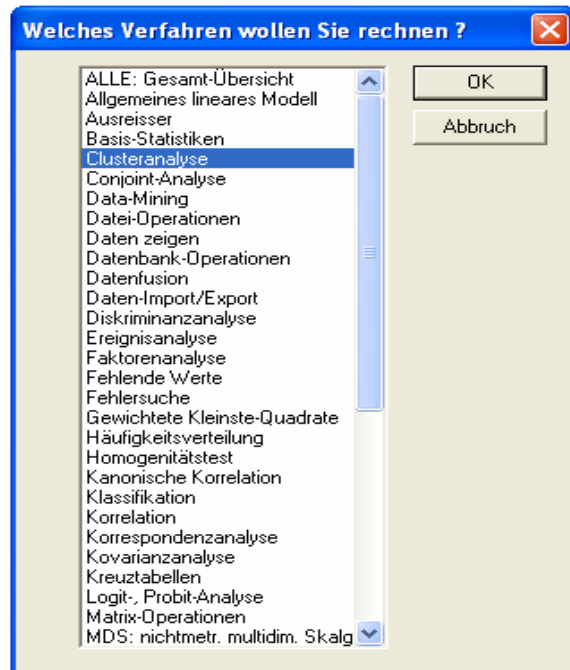 Welches Verfahren wollen Sie rechnen ?
ALLE: Gesamt-Übersicht
Allgemeines lineares Modell
Ausreisser
Basis-Statistiken
Clusteranalyse
Conjoint-Analyse
Data-Mining
Datei-Operationen
Daten zeigen
Datenbank-Operationen
Datenfusion
Daten-Import/Export
Diskriminanzanalyse
Ereignisanalyse
Faktorenanalyse
Fehlende Werte
Fehlersuche
Gewichtete Kleinste-Quadrate
Häufigkeitsverteilung
Homogenitätstest
Kanonische Korrelation
Klassifikation
Korrelation
Korrespondenzanalyse
Kovarianzanalyse
Kreuztabellen
Logit-, Probit-Analyse
Matrix-Operationen
MDS: nichtmetr. multidim. Skalg
OK
Abbruch